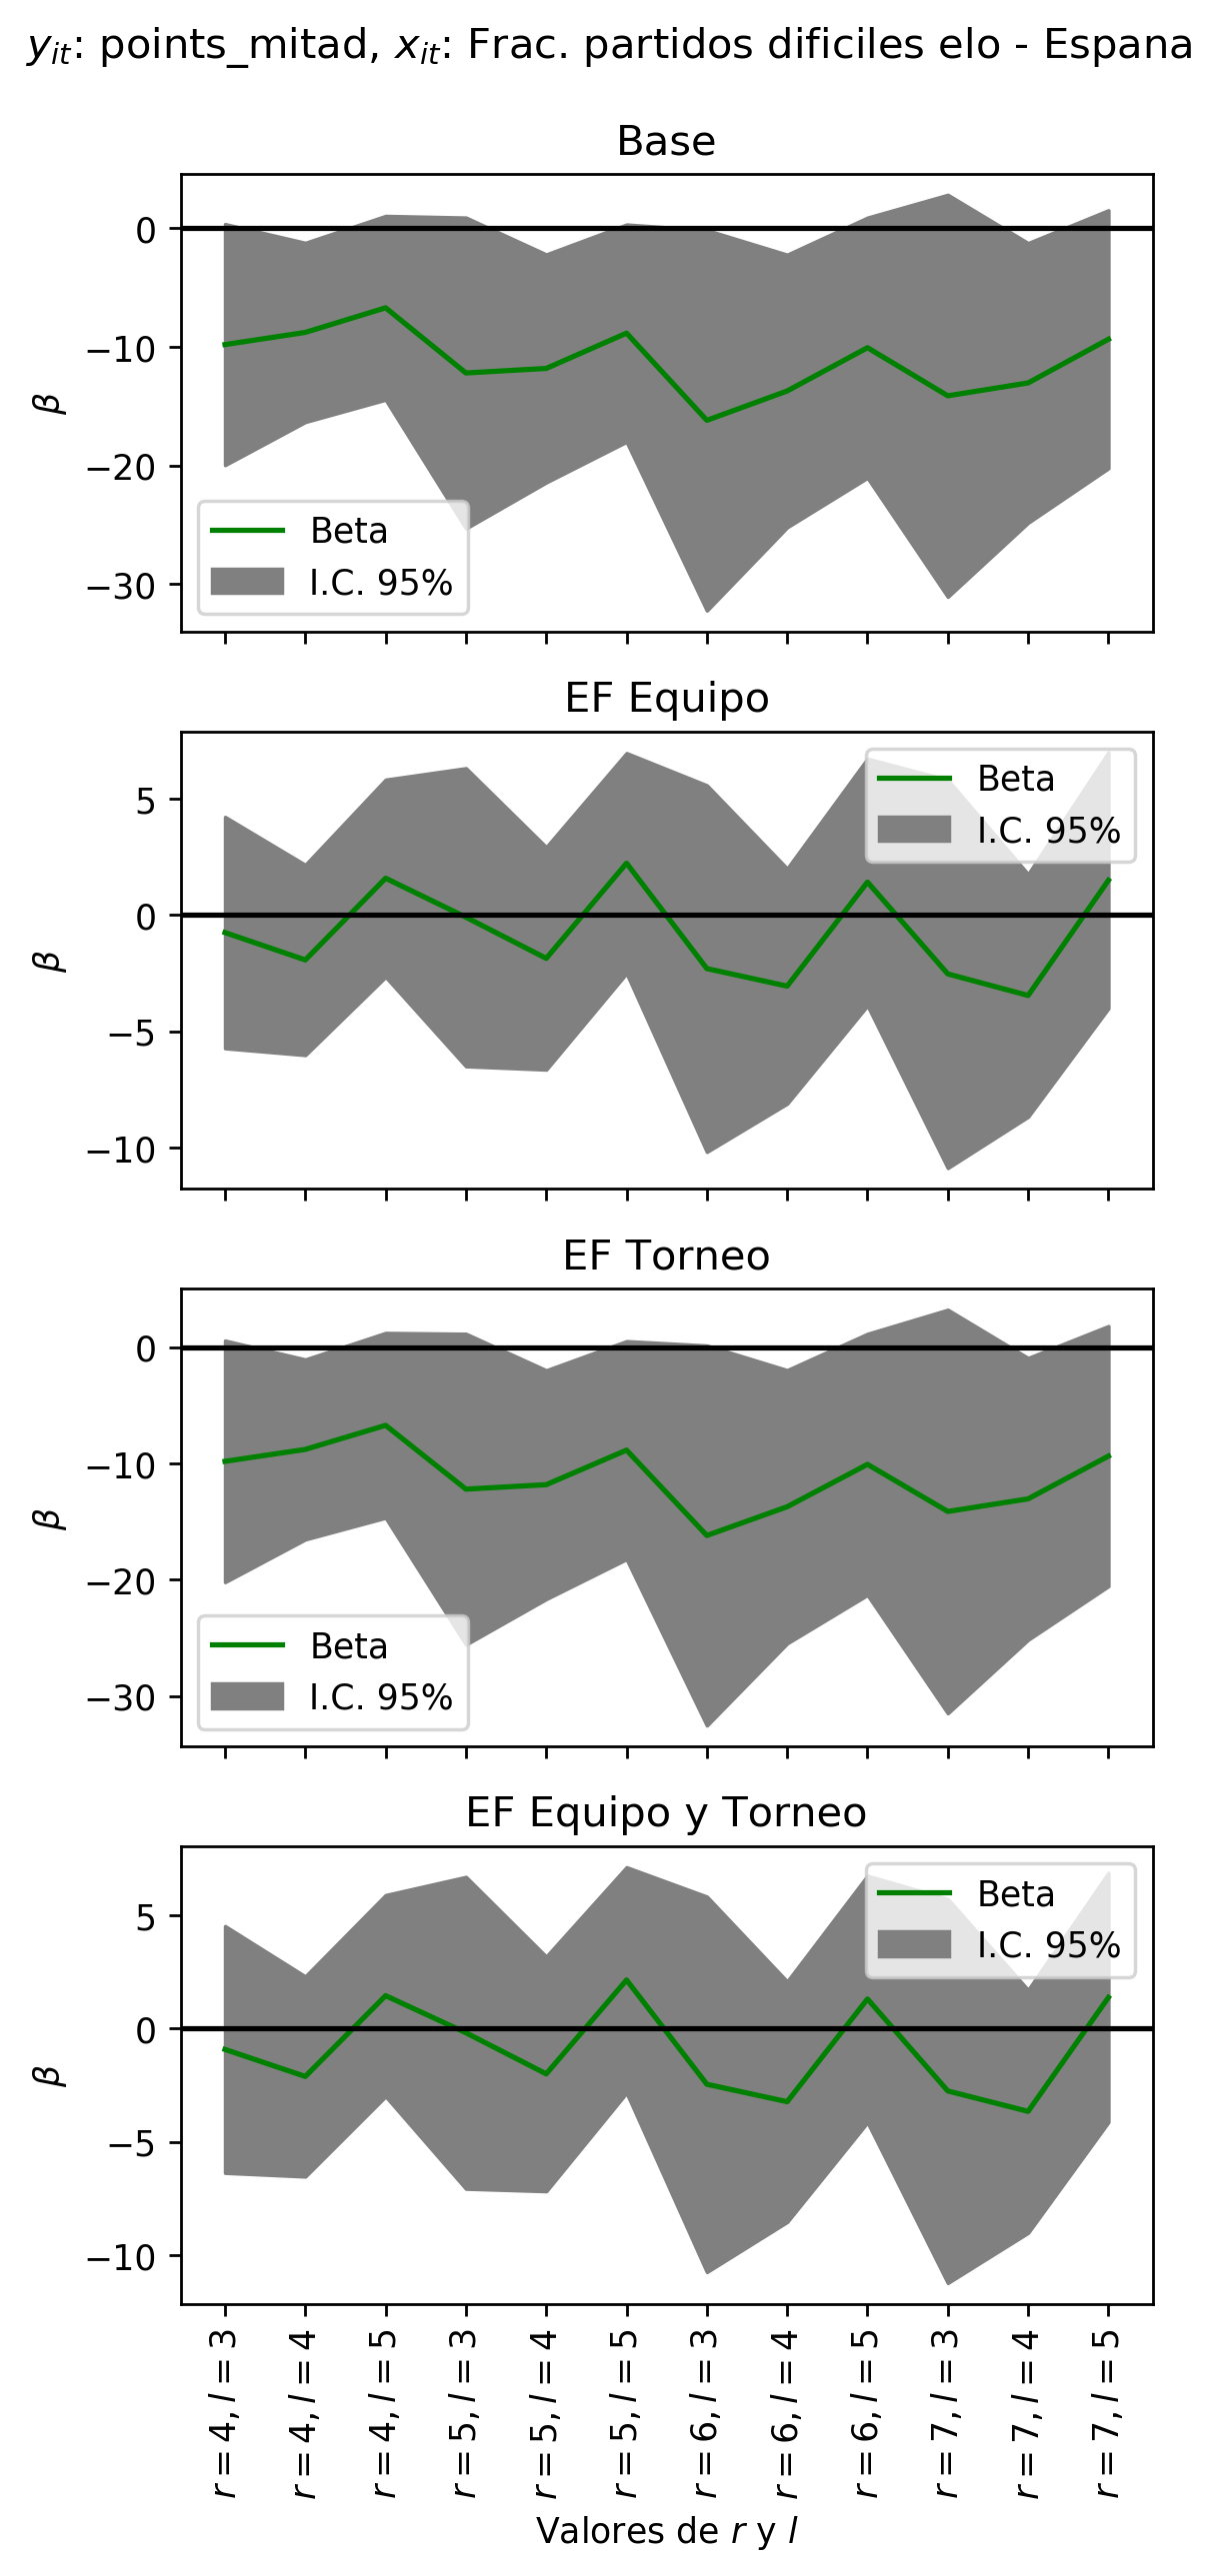 y_it: points_mitad, x_it: Frac. partidos dificiles elo - Espana
Base
0
−10
−20
−30
β
Beta
I.C. 95%
EF Equipo
5
0
−5
−10
β
Beta
I.C. 95%
EF Torneo
0
−10
−20
−30
β
Beta
I.C. 95%
EF Equipo y Torneo
5
0
−5
−10
β
Beta
I.C. 95%
r = 4, l = 3
r = 4, l = 4
r = 4, l = 5
r = 5, l = 3
r = 5, l = 4
r = 5, l = 5
r = 6, l = 3
r = 6, l = 4
r = 6, l = 5
r = 7, l = 3
r = 7, l = 4
r = 7, l = 5
Valores de r y l